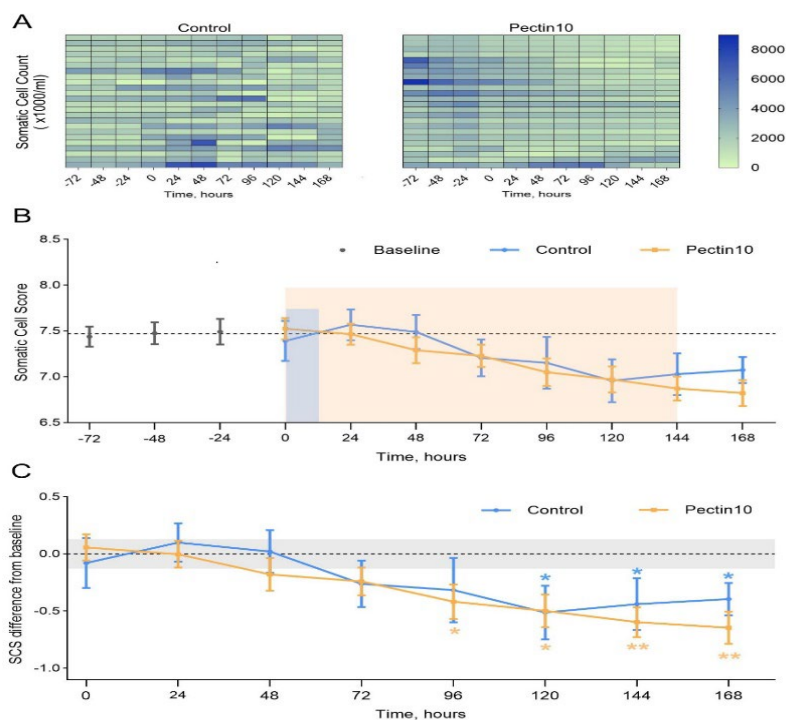 A
Control
Pectin10
Somatic Cell Count
( x1000/ml)
-72 -48 -24 0 24 48 72 96 120 144 168
Time, hours
-72 -48 -24 0 24 48 72 96 120 144 168
Time, hours
8000
6000
4000
2000
0
B
Baseline Control Pectin10
Somatic Cell Score
8.5
8.0
7.5
7.0
6.5
-72 -48 -24 0 24 48 72 96 120 144 168
Time, hours
C
Control Pectin10
SCS difference from baseline
0.5
0.0
-0.5
-1.0
* * *
* * ** **
0 24 48 72 96 120 144 168
Time, hours